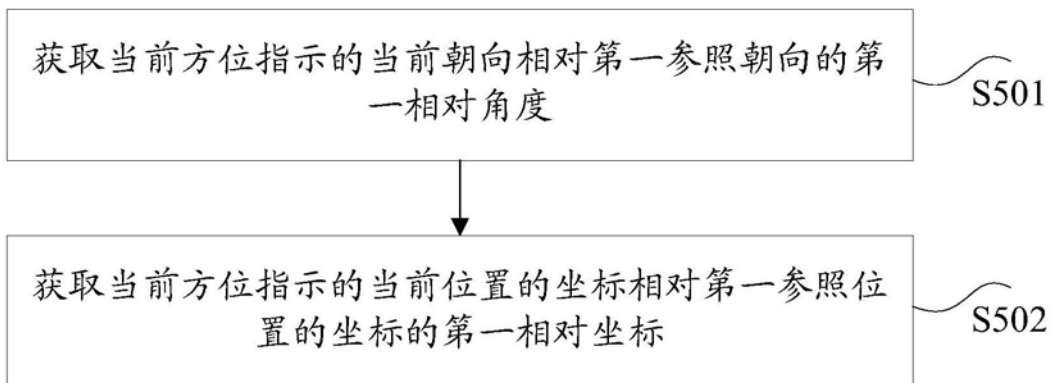 获取当前方位指示的当前朝向相对第一参照朝向的第
一相对角度
S501
获取当前方位指示的当前位置的坐标相对第一参照位
置的坐标的第一相对坐标
S502